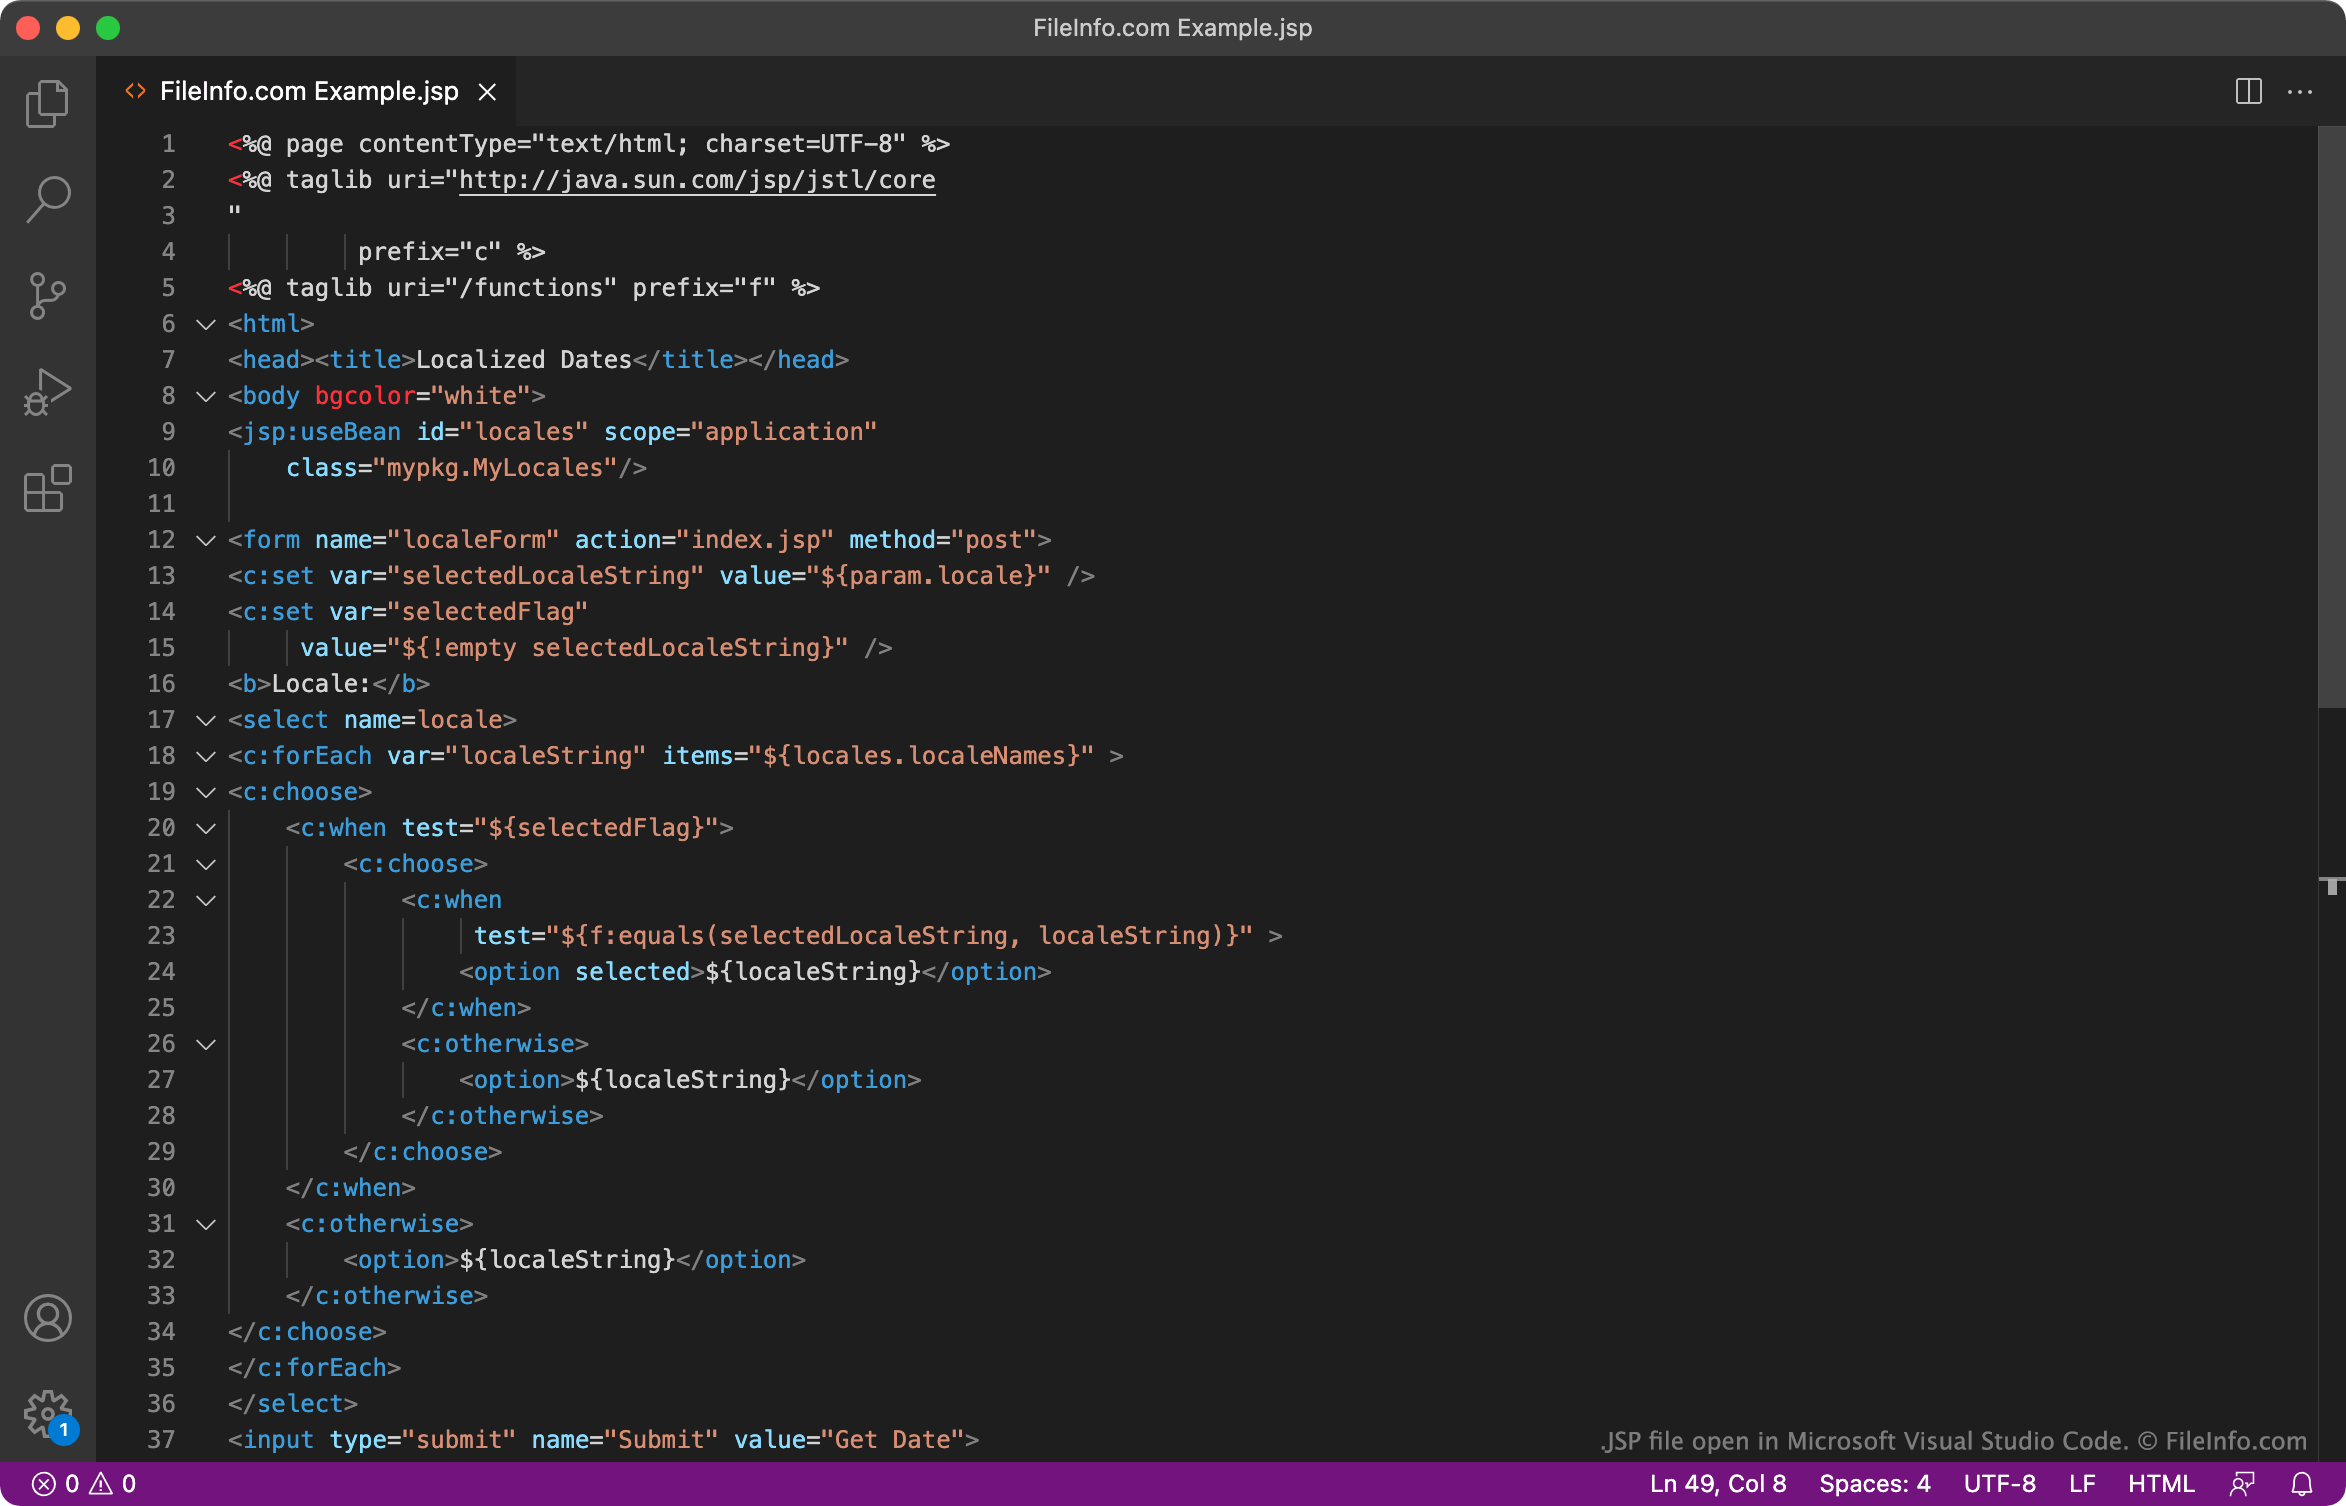 FileInfo.com Example.jsp
FileInfo.com Example.jsp
1 <%@ page contentType="text/html; charset=UTF-8" %>
2 <%@ taglib uri="http://java.sun.com/jsp/jstl/core
3 "
4          prefix="c" %>
5 <%@ taglib uri="/functions" prefix="f" %>
6 <html>
7 <head><title>Localized Dates</title></head>
8 <body bgcolor="white">
9 <jsp:useBean id="locales" scope="application"
10     class="mypkg.MyLocales"/>
11
12 <form name="localeForm" action="index.jsp" method="post">
13 <c:set var="selectedLocaleString" value="${param.locale}" />
14 <c:set var="selectedFlag"
15      value="${!empty selectedLocaleString}" />
16 <b>Locale:</b>
17 <select name=locale>
18 <c:forEach var="localeString" items="${locales.localeNames}" >
19 <c:choose>
20     <c:when test="${selectedFlag}">
21         <c:choose>
22             <c:when
23                  test="${f:equals(selectedLocaleString, localeString)}" >
24                 <option selected>${localeString}</option>
25             </c:when>
26             <c:otherwise>
27                 <option>${localeString}</option>
28             </c:otherwise>
29         </c:choose>
30     </c:when>
31     <c:otherwise>
32         <option>${localeString}</option>
33     </c:otherwise>
34 </c:choose>
35 </c:forEach>
36 </select>
37 <input type="submit" name="Submit" value="Get Date">
.JSP file open in Microsoft Visual Studio Code. © FileInfo.com
1
0 0 Ln 49, Col 8 Spaces: 4 UTF-8 LF HTML